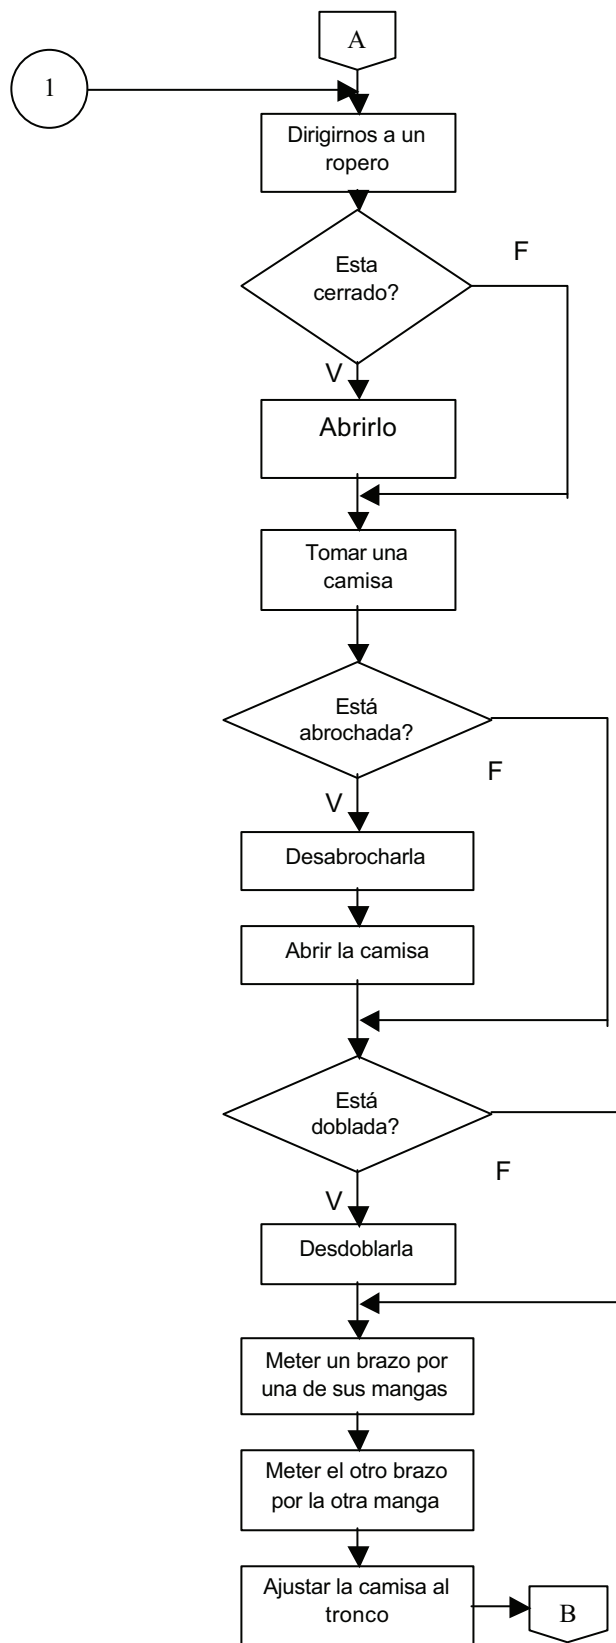 A
1
Dirigirnos a un
ropero
Esta
cerrado?
F
V
Abrirlo
Tomar una
camisa
Está
abrochada?
F
V
Desabrocharla
Abrir la camisa
Está
doblada?
F
V
Desdoblarla
Meter un brazo por
una de sus mangas
Meter el otro brazo
por la otra manga
Ajustar la camisa al
tronco
B